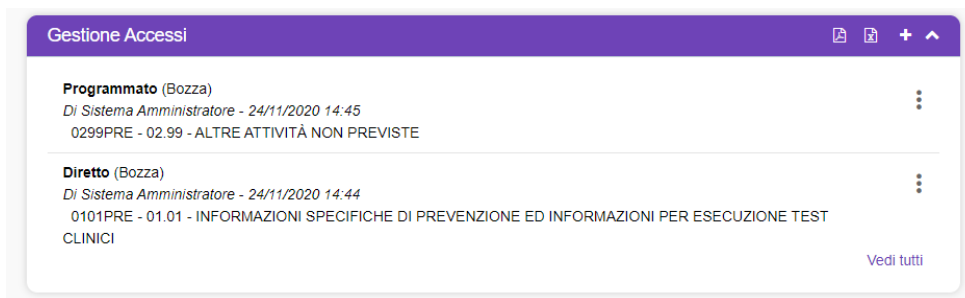 Gestione Accessi
Programmato (Bozza)
Di Sistema Amministratore - 24/11/2020 14:45
0299PRE - 02.99 - ALTRE ATTIVITÀ NON PREVISTE
Diretto (Bozza)
Di Sistema Amministratore - 24/11/2020 14:44
0101PRE - 01.01 - INFORMAZIONI SPECIFICHE DI PREVENZIONE ED INFORMAZIONI PER ESECUZIONE TEST
CLINICI
Vedi tutti